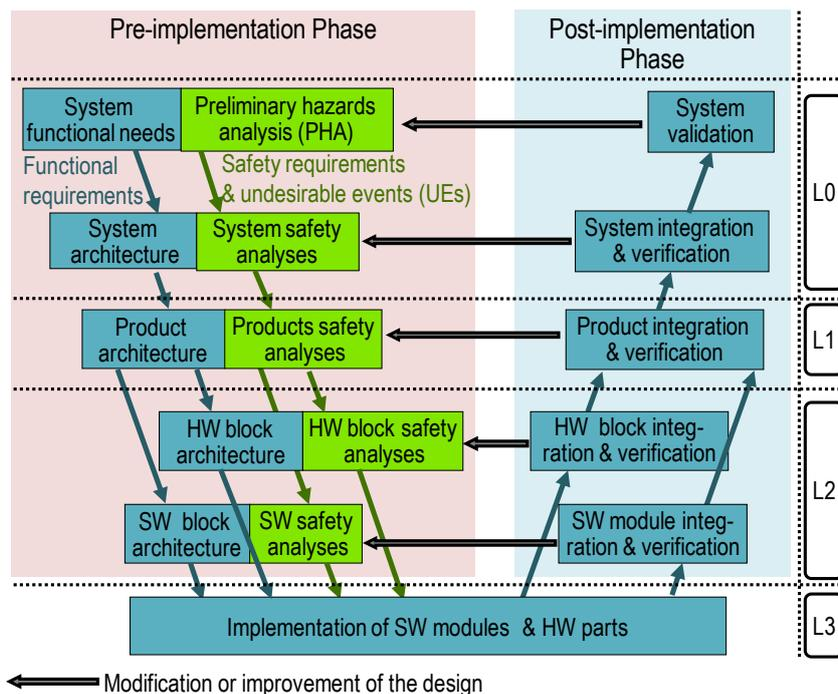 Pre-implementation Phase
Post-implementation
Phase
System
functional needs
Preliminary hazards
analysis (PHA)
System
validation
Functional
requirements
Safety requirements
& undesirable events (UEs)
L0
System
architecture
System safety
analyses
System integration
& verification
Product
architecture
Products safety
analyses
Product integration
& verification
L1
HW block
architecture
HW block safety
analyses
HW block integ-
ration & verification
L2
SW block
architecture
SW safety
analyses
SW module integ-
ration & verification
Implementation of SW modules & HW parts
L3
Modification or improvement of the design